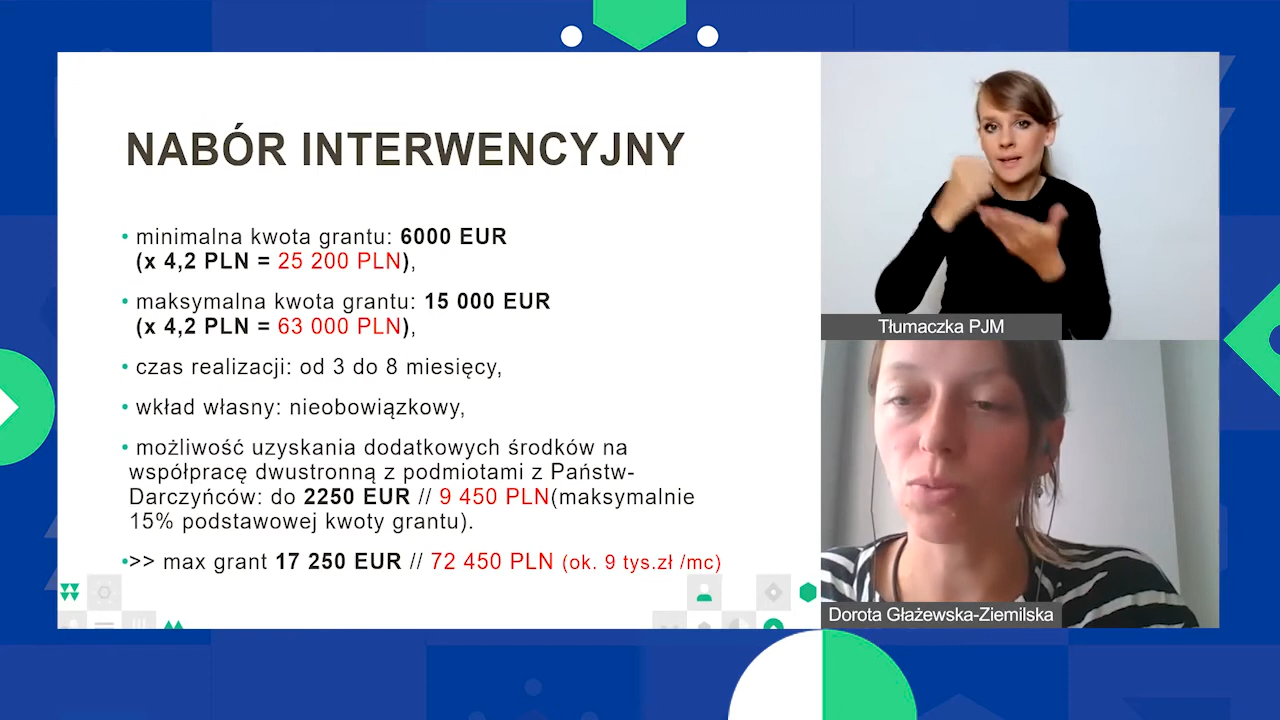 NABÓR INTERWENCYJNY
• minimalna kwota grantu: 6000 EUR
(x 4,2 PLN = 25 200 PLN),
• maksymalna kwota grantu: 15 000 EUR
(x 4,2 PLN = 63 000 PLN),
• czas realizacji: od 3 do 8 miesięcy,
• wkład własny: nieobowiązkowy,
• możliwość uzyskania dodatkowych środków na
współpracę dwustronną z podmiotami z Państw-
Darczyńców: do 2250 EUR // 9 450 PLN(maksymalnie
15% podstawowej kwoty grantu).
•>> max grant 17 250 EUR // 72 450 PLN (ok. 9 tys.zł /mc)
Tłumaczka PJM
Dorota Głażewska-Ziemilska